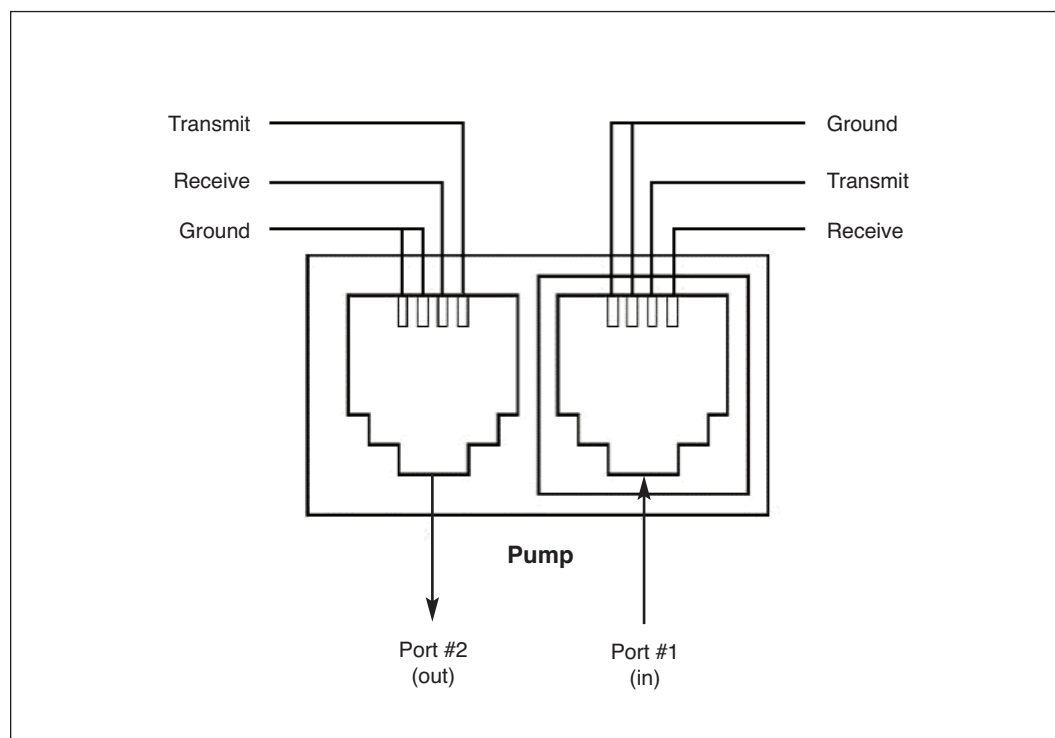 Transmit
Receive
Ground
Ground
Transmit
Receive
Pump
Port #2
(out)
Port #1
(in)